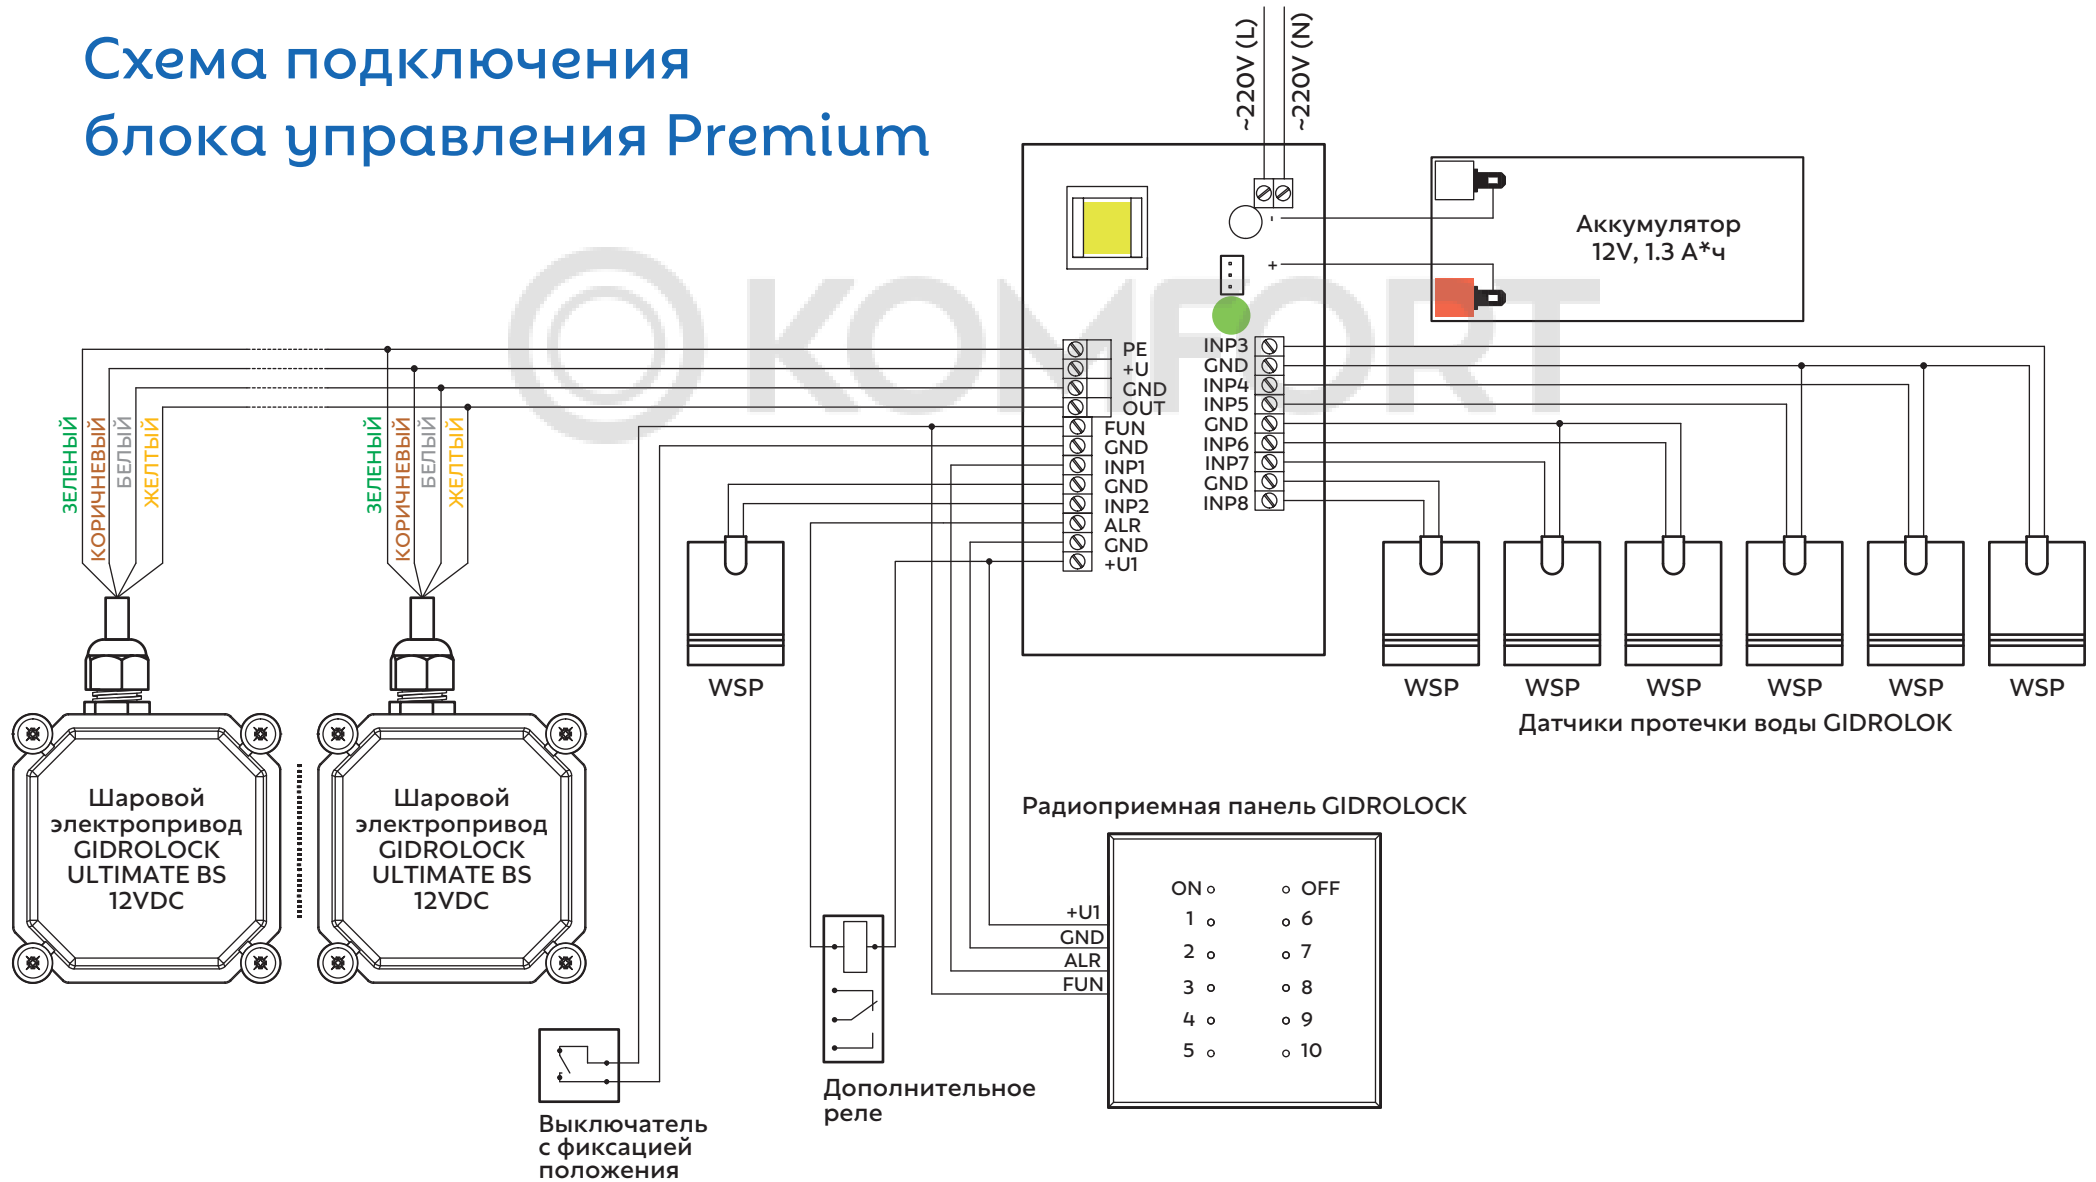 Схема подключения
блока управления Premium
~220V (L)
~220V (N)
Аккумулятор
12V, 1.3 А*ч
-
+
KOMFORT
PE
+U
GND
OUT
FUN
GND
INP1
GND
INP2
ALR
GND
+U1
INP3
GND
INP4
INP5
GND
INP6
INP7
GND
INP8
ЗЕЛЕНЫЙ
КОРИЧНЕВЫЙ
БЕЛЫЙ
ЖЕЛТЫЙ
ЗЕЛЕНЫЙ
КОРИЧНЕВЫЙ
БЕЛЫЙ
ЖЕЛТЫЙ
WSP
WSP
WSP
WSP
WSP
WSP
WSP
Датчики протечки воды GIDROLOK
Шаровой
электропривод
GIDROLOCK
ULTIMATE BS
12VDC
Шаровой
электропривод
GIDROLOCK
ULTIMATE BS
12VDC
Радиоприемная панель GIDROLOCK
+U1
GND
ALR
FUN
ON OFF
1 6
2 7
3 8
4 9
5 10
Дополнительное
реле
Выключатель
с фиксацией
положения